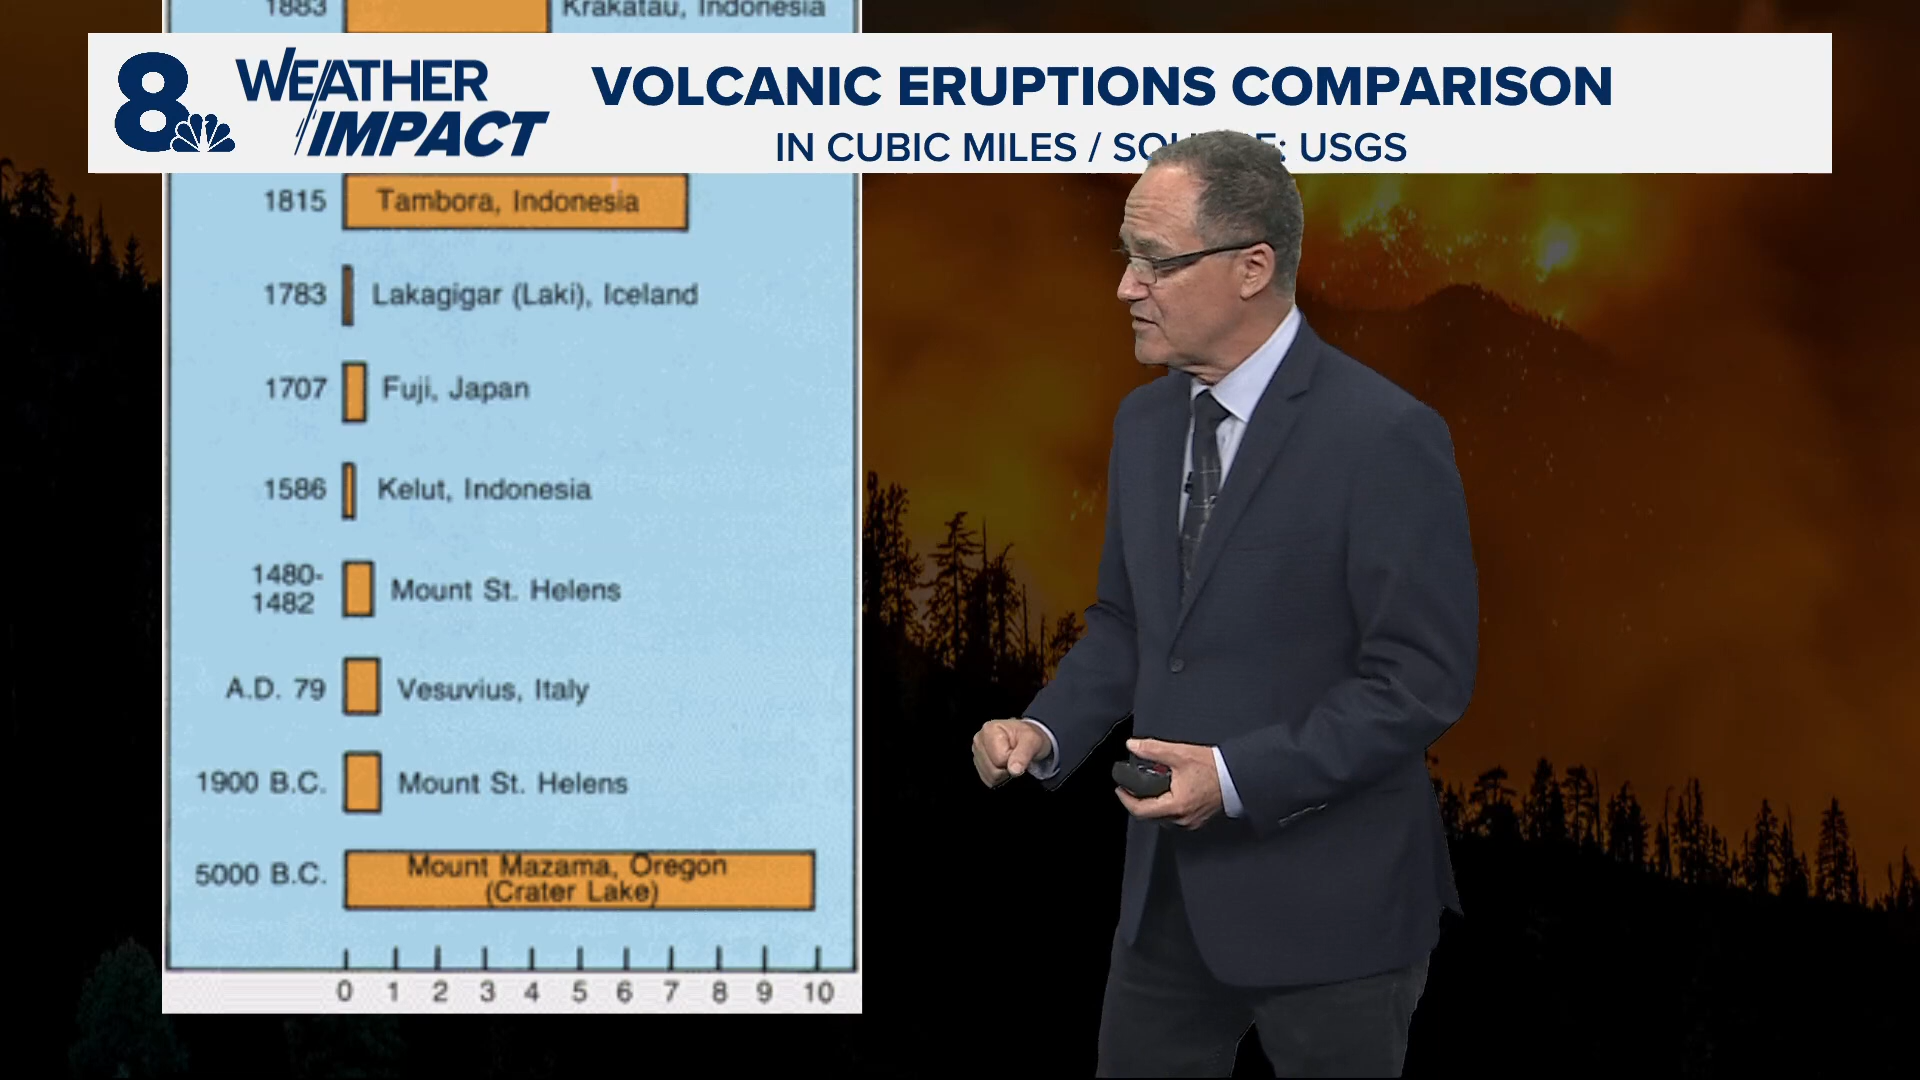 1883 Krakatau, Indonesia
8 WEATHER IMPACT
VOLCANIC ERUPTIONS COMPARISON
IN CUBIC MILES / : USGS
1815 Tambora, Indonesia
1783 Lakagigar (Laki), Iceland
1707 Fuji, Japan
1586 Kelut, Indonesia
1480-
1482 Mount St. Helens
A.D. 79 Vesuvius, Italy
1900 B.C. Mount St. Helens
5000 B.C. Mount Mazama, Oregon
(Crater Lake)
0 1 2 3 4 5 6 7 8 9 10